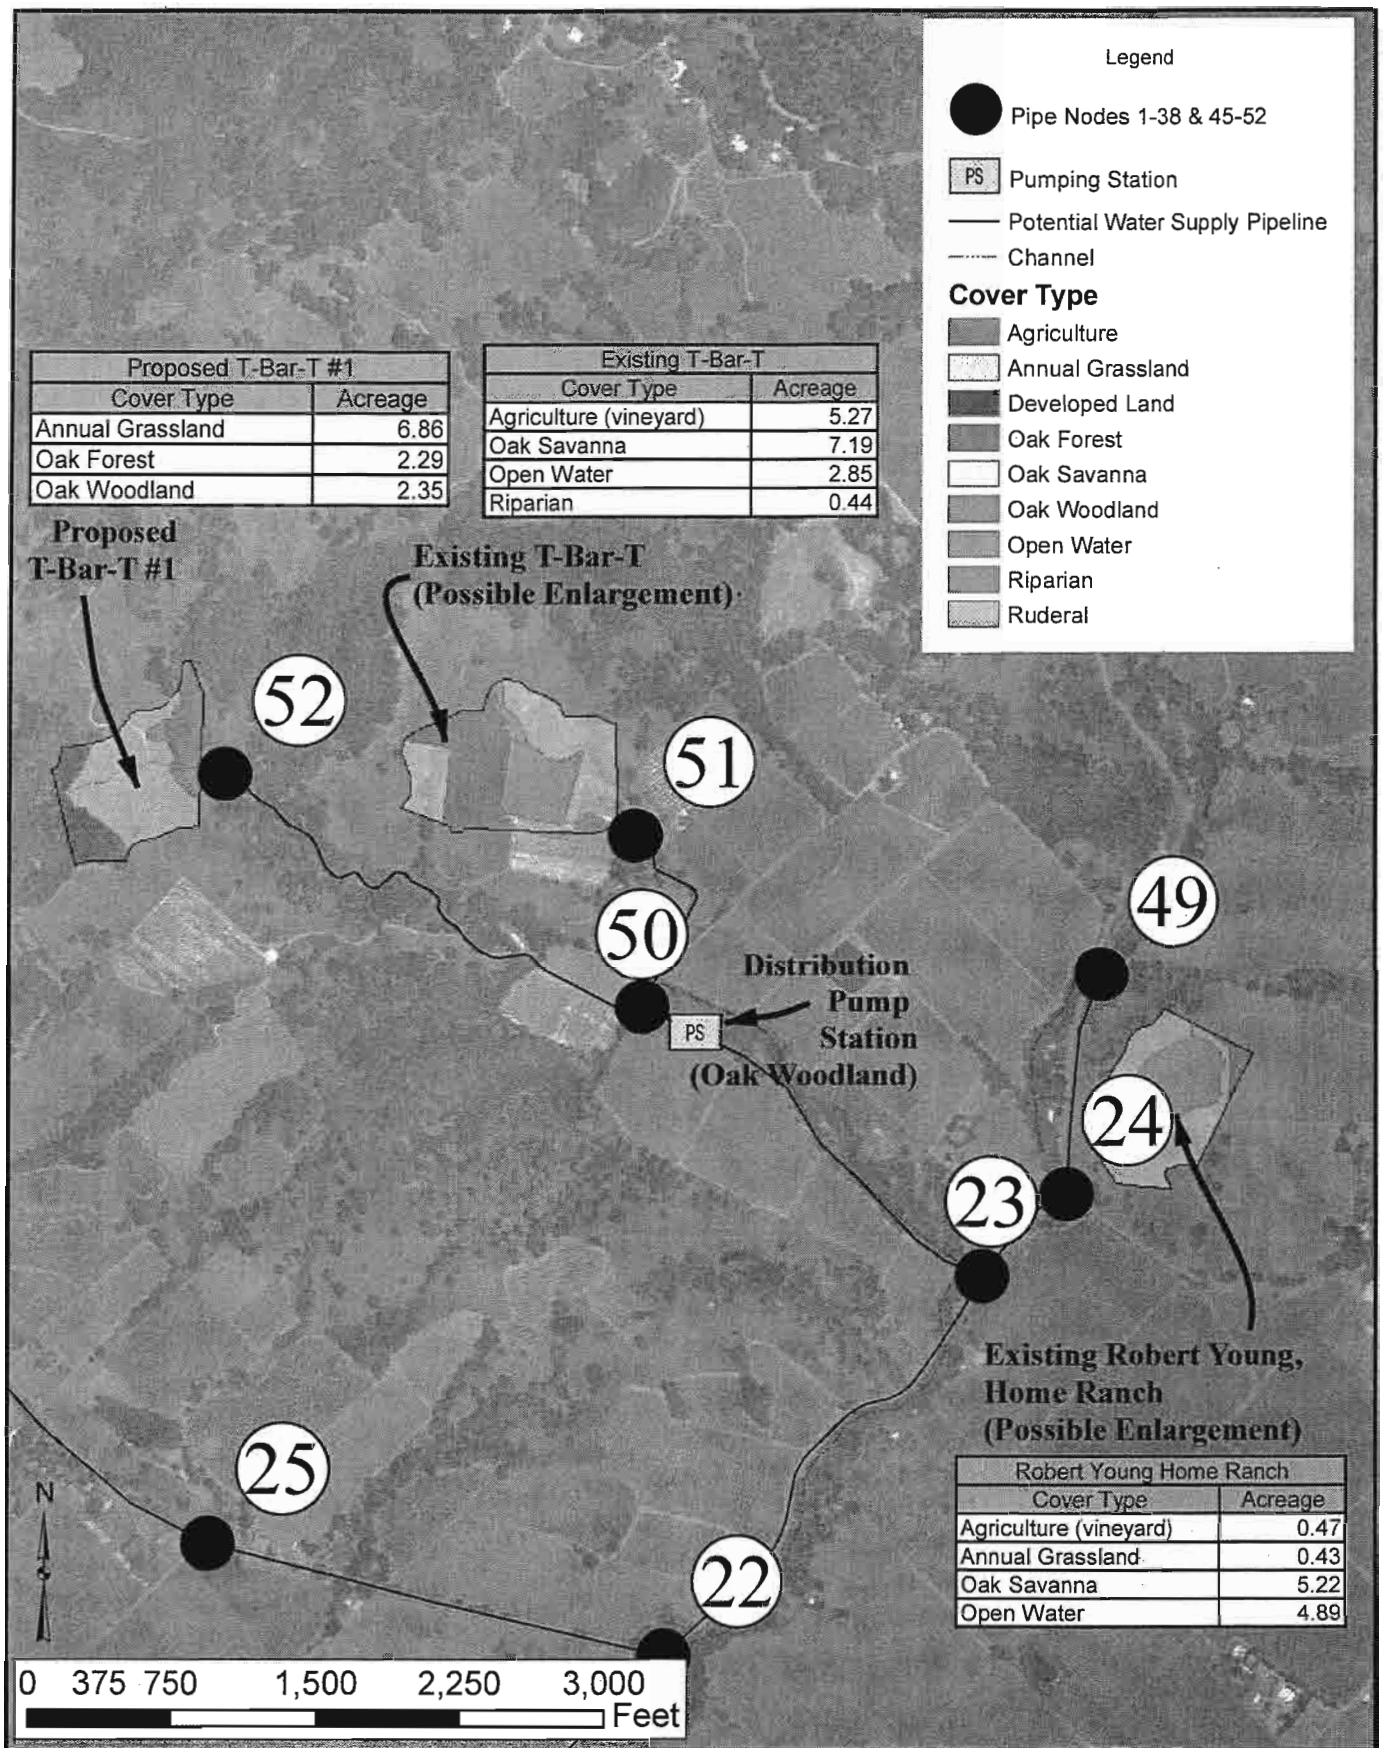 Legend
Pipe Nodes 1-38 & 45-52
PS Pumping Station
Potential Water Supply Pipeline
Channel
Cover Type
Agriculture
Annual Grassland
Developed Land
Oak Forest
Oak Savanna
Oak Woodland
Open Water
Riparian
Ruderal
Proposed T-Bar-T #1
Cover Type Acreage
Annual Grassland 6.86
Oak Forest 2.29
Oak Woodland 2.35
Existing T-Bar-T
Cover Type Acreage
Agriculture (vineyard) 5.27
Oak Savanna 7.19
Open Water 2.85
Riparian 0.44
Proposed
T-Bar-T #1
Existing T-Bar-T
(Possible Enlargement)
52
51
50
49
Distribution
Pump
Station
(Oak Woodland)
PS
24
23
Existing Robert Young,
Home Ranch
(Possible Enlargement)
25
22
Robert Young Home Ranch
Cover Type Acreage
Agriculture (vineyard) 0.47
Annual Grassland 0.43
Oak Savanna 5.22
Open Water 4.89
N
0 375 750 1,500 2,250 3,000
Feet